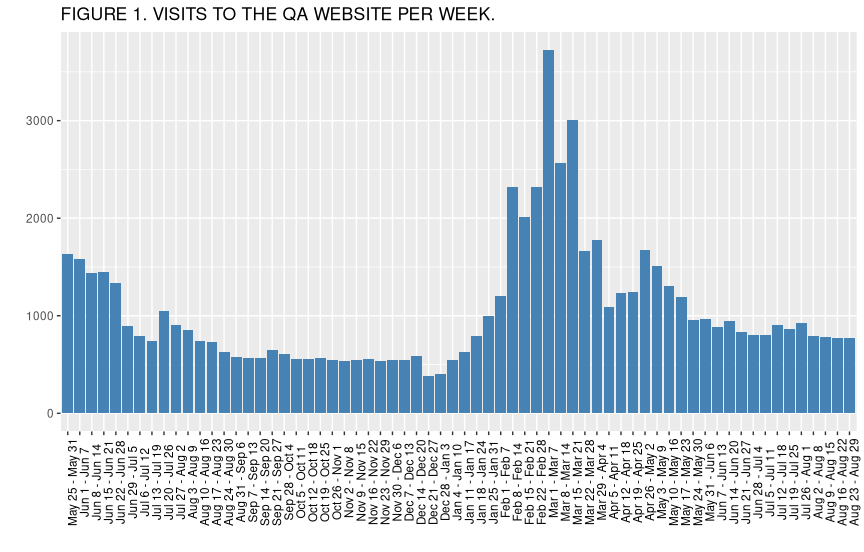 FIGURE 1. VISITS TO THE QA WEBSITE PER WEEK.
3000
2000
1000
0
May 25 - May 31
Jun 1 - Jun 7
Jun 8 - Jun 14
Jun 15 - Jun 21
Jun 22 - Jun 28
Jun 29 - Jul 5
Jul 6 - Jul 12
Jul 13 - Jul 19
Jul 20 - Jul 26
Jul 27 - Aug 2
Aug 3 - Aug 9
Aug 10 - Aug 16
Aug 17 - Aug 23
Aug 24 - Aug 30
Aug 31 - Sep 6
Sep 7 - Sep 13
Sep 14 - Sep 20
Sep 21 - Sep 27
Sep 28 - Oct 4
Oct 5 - Oct 11
Oct 12 - Oct 18
Oct 19 - Oct 25
Oct 26 - Nov 1
Nov 2 - Nov 8
Nov 9 - Nov 15
Nov 16 - Nov 22
Nov 23 - Nov 29
Nov 30 - Dec 6
Dec 7 - Dec 13
Dec 14 - Dec 20
Dec 21 - Dec 27
Dec 28 - Jan 3
Jan 4 - Jan 10
Jan 11 - Jan 17
Jan 18 - Jan 24
Jan 25 - Jan 31
Feb 1 - Feb 7
Feb 8 - Feb 14
Feb 15 - Feb 21
Feb 22 - Feb 28
Mar 1 - Mar 7
Mar 8 - Mar 14
Mar 15 - Mar 21
Mar 22 - Mar 28
Mar 29 - Apr 4
Apr 5 - Apr 11
Apr 12 - Apr 18
Apr 19 - Apr 25
Apr 26 - May 2
May 3 - May 9
May 10 - May 16
May 17 - May 23
May 24 - May 30
May 31 - Jun 6
Jun 7 - Jun 13
Jun 14 - Jun 20
Jun 21 - Jun 27
Jun 28 - Jul 4
Jul 5 - Jul 11
Jul 12 - Jul 18
Jul 19 - Jul 25
Jul 26 - Aug 1
Aug 2 - Aug 8
Aug 9 - Aug 15
Aug 16 - Aug 22
Aug 23 - Aug 29